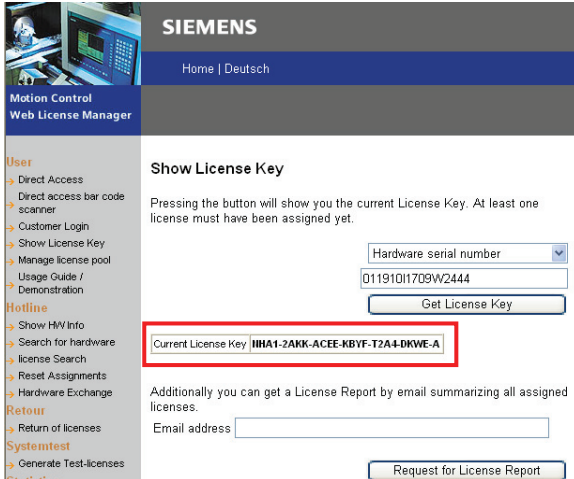 SIEMENS
Home | Deutsch
Motion Control
Web License Manager
User
Direct Access
Direct access bar code
scanner
Customer Login
Show License Key
Manage license pool
Usage Guide /
Demonstration
Hotline
Show HW Info
Search for hardware
license Search
Reset Assignments
Hardware Exchange
Retour
Return of licenses
Systemtest
Generate Test-licenses
Show License Key
Pressing the button will show you the current License Key. At least one
license must have been assigned yet.
Hardware serial number
011910I1709W2444
Get License Key
Current License Key NHA1-2AKK-ACEE-KBYF-T2A4-DKWE-A
Additionally you can get a License Report by email summarizing all assigned
licenses.
Email address
Request for License Report